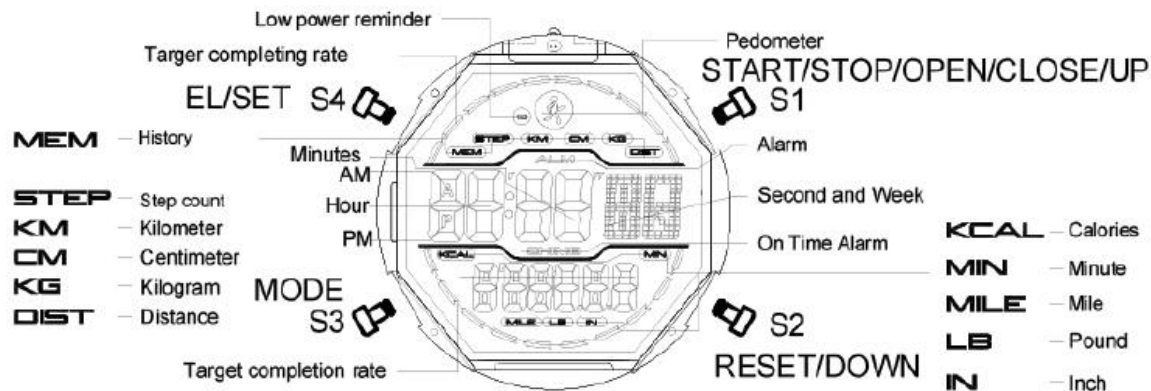 Low power reminder
Targer completing rate
Pedometer
START/STOP/OPEN/CLOSE/UP
EL/SET S4
S1
MEM History
STEP KM CM KG
MEM DIST
Minutes
ALM
Alarm
AM
STEP Step count
Hour
A
P
Second and Week
KM Kilometer
PM
On Time Alarm
KCAL Calories
CHIME
KCAL MIN
CM Centimeter
MIN Minute
KG Kilogram
MODE
S3
DIST Distance
MILE LB IN
S2
MILE Mile
RESET/DOWN
LB Pound
Target completion rate
IN Inch